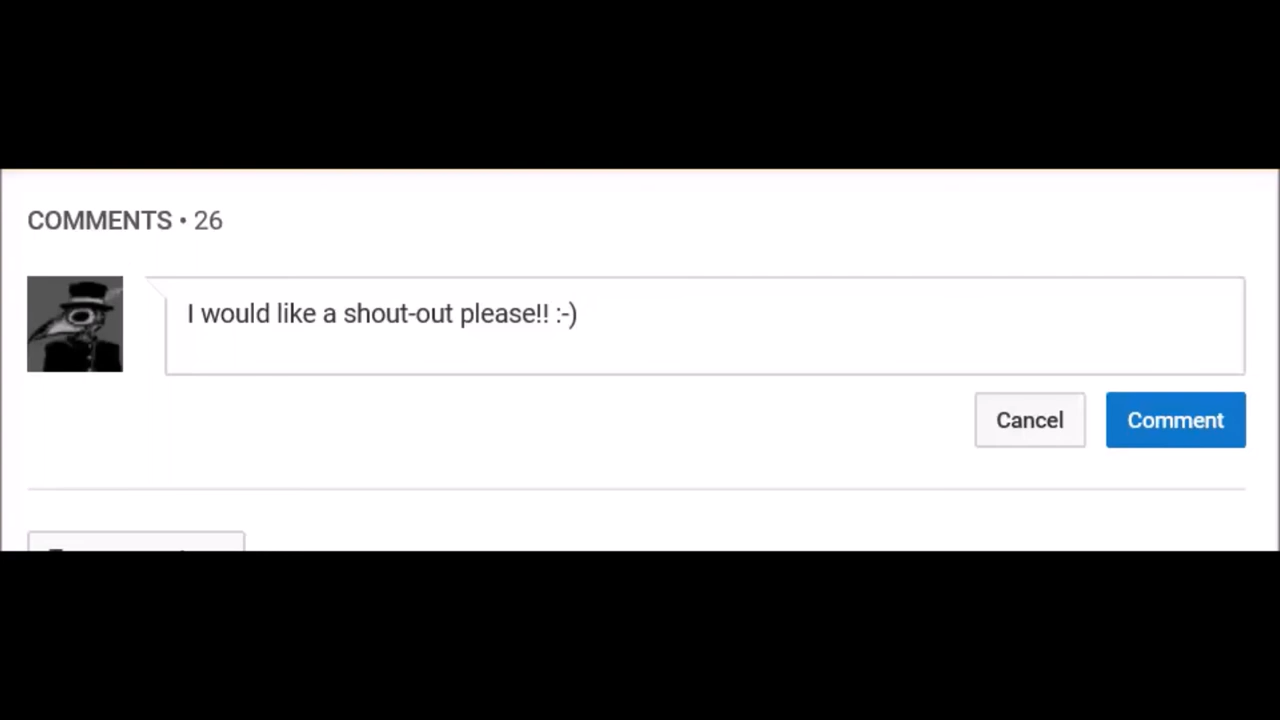 COMMENTS • 26
I would like a shout-out please!! :-)
Cancel
Comment